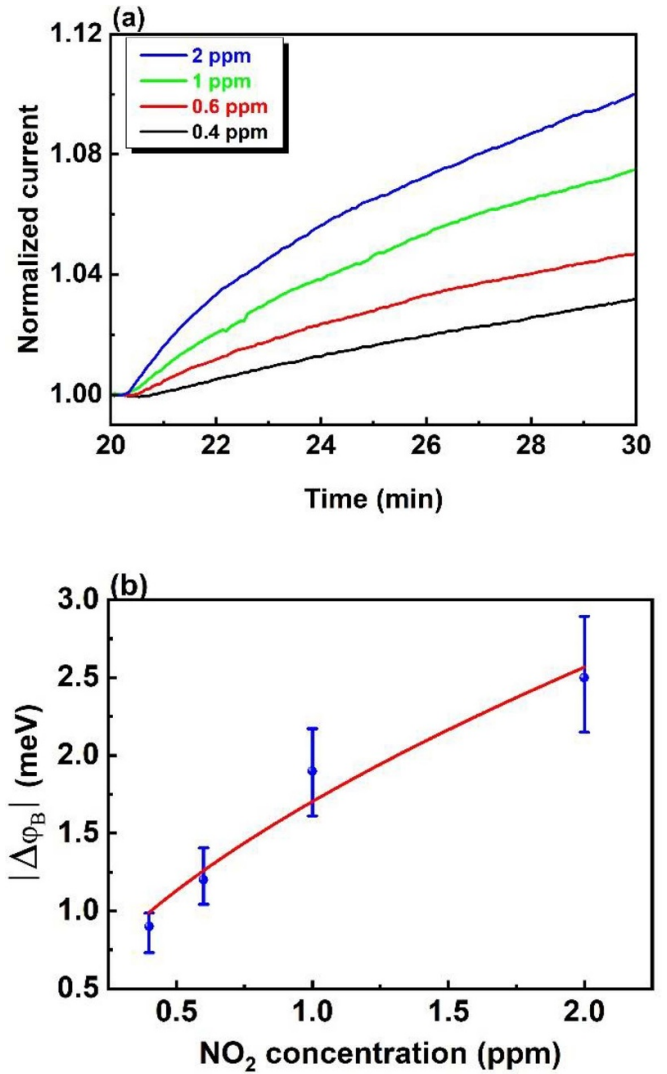 (a)
1.12
1.08
1.04
1.00
Normalized current
2 ppm
1 ppm
0.6 ppm
0.4 ppm
20 22 24 26 28 30
Time (min)
(b)
3.0
2.5
2.0
1.5
1.0
0.5
|Δφ_B| (meV)
0.5 1.0 1.5 2.0
NO₂ concentration (ppm)